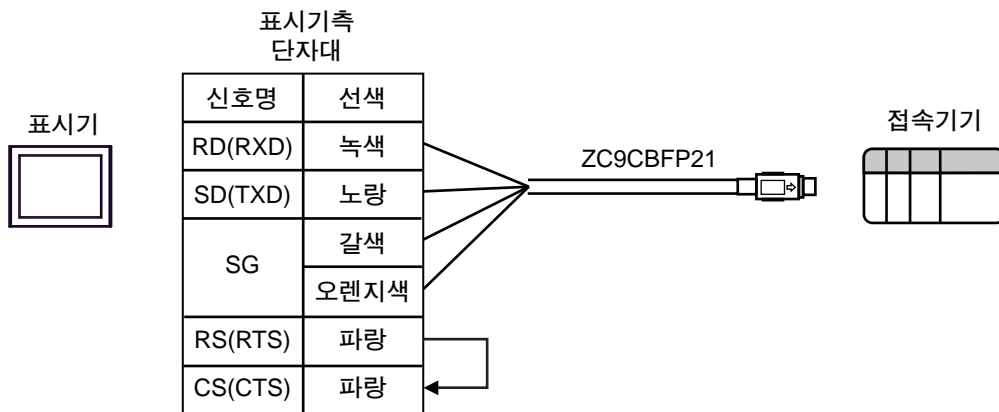 표시기측
단자대
신호명 선색
표시기
접속기기
RD(RXD) 녹색
ZC9CBFP21
SD(TXD) 노랑
SG
갈색
오렌지색
RS(RTS) 파랑
CS(CTS) 파랑